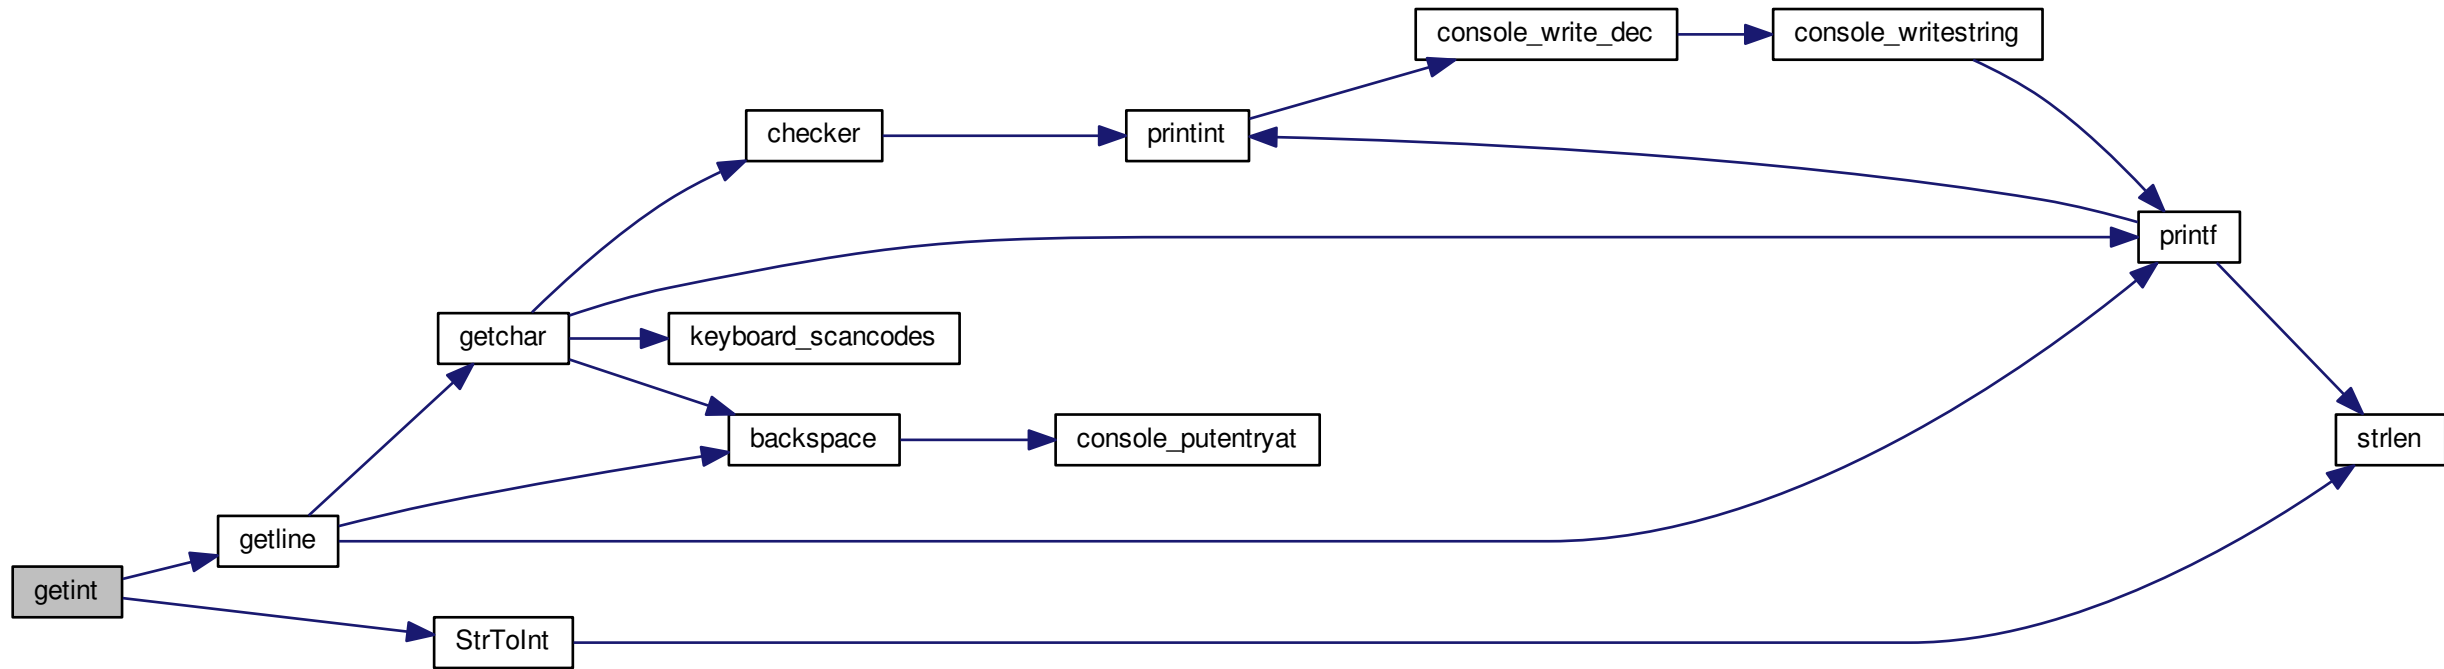 console_write_dec
console_writestring
checker
printint
printf
getchar
keyboard_scancodes
backspace
console_putentryat
strlen
getline
getint
StrToInt